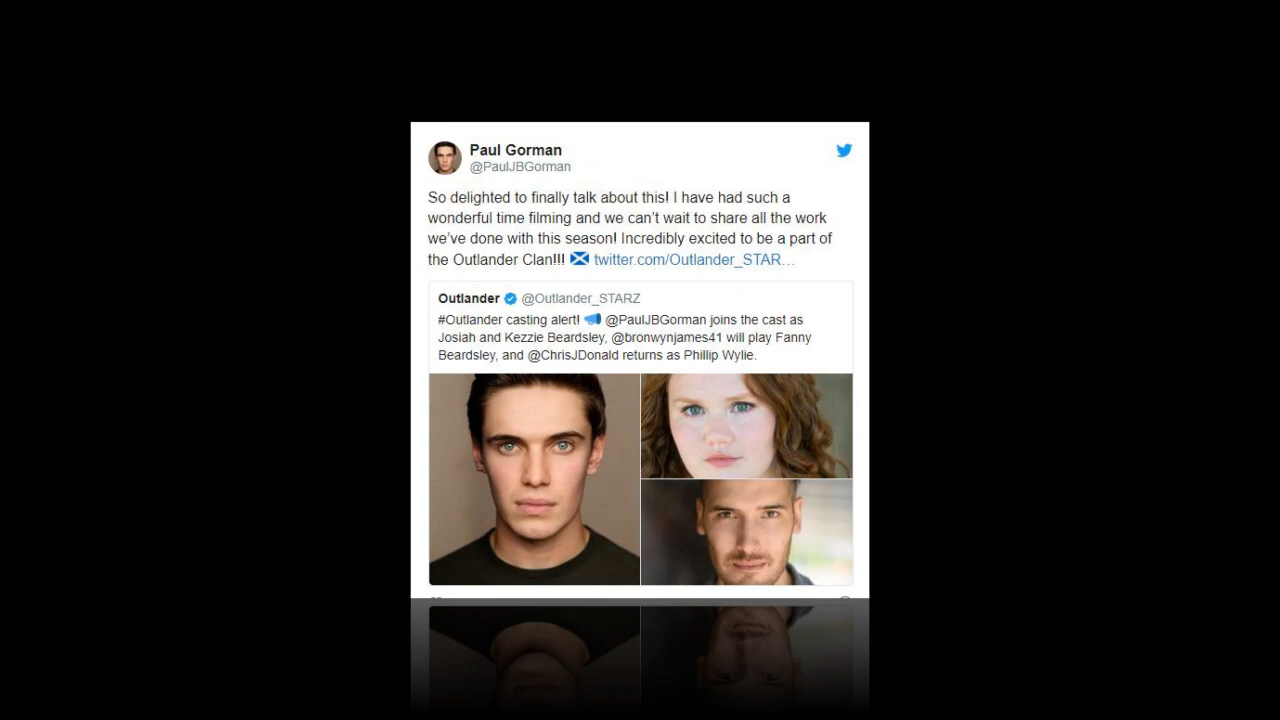 Paul Gorman
@PaulJBGorman
So delighted to finally talk about this! I have had such a
wonderful time filming and we can’t wait to share all the work
we’ve done with this season! Incredibly excited to be a part of
the Outlander Clan!!! 🏴󠁧󠁢󠁳󠁣󠁴󠁿 twitter.com/Outlander_STAR…
Outlander @Outlander_STARZ
#Outlander casting alert! 📣 @PaulJBGorman joins the cast as
Josiah and Kezzie Beardsley, @bronwynjames41 will play Fanny
Beardsley, and @ChrisJDonald returns as Phillip Wylie.